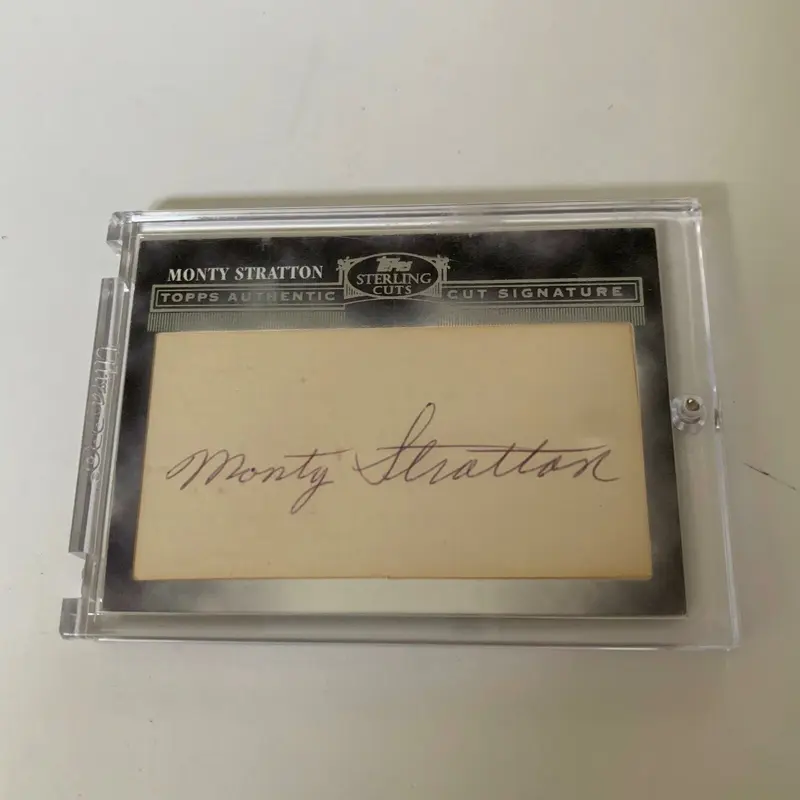 MONTY STRATTON
Topps
STERLING
CUTS
TOPPS AUTHENTIC CUT SIGNATURE
Monty Stratton